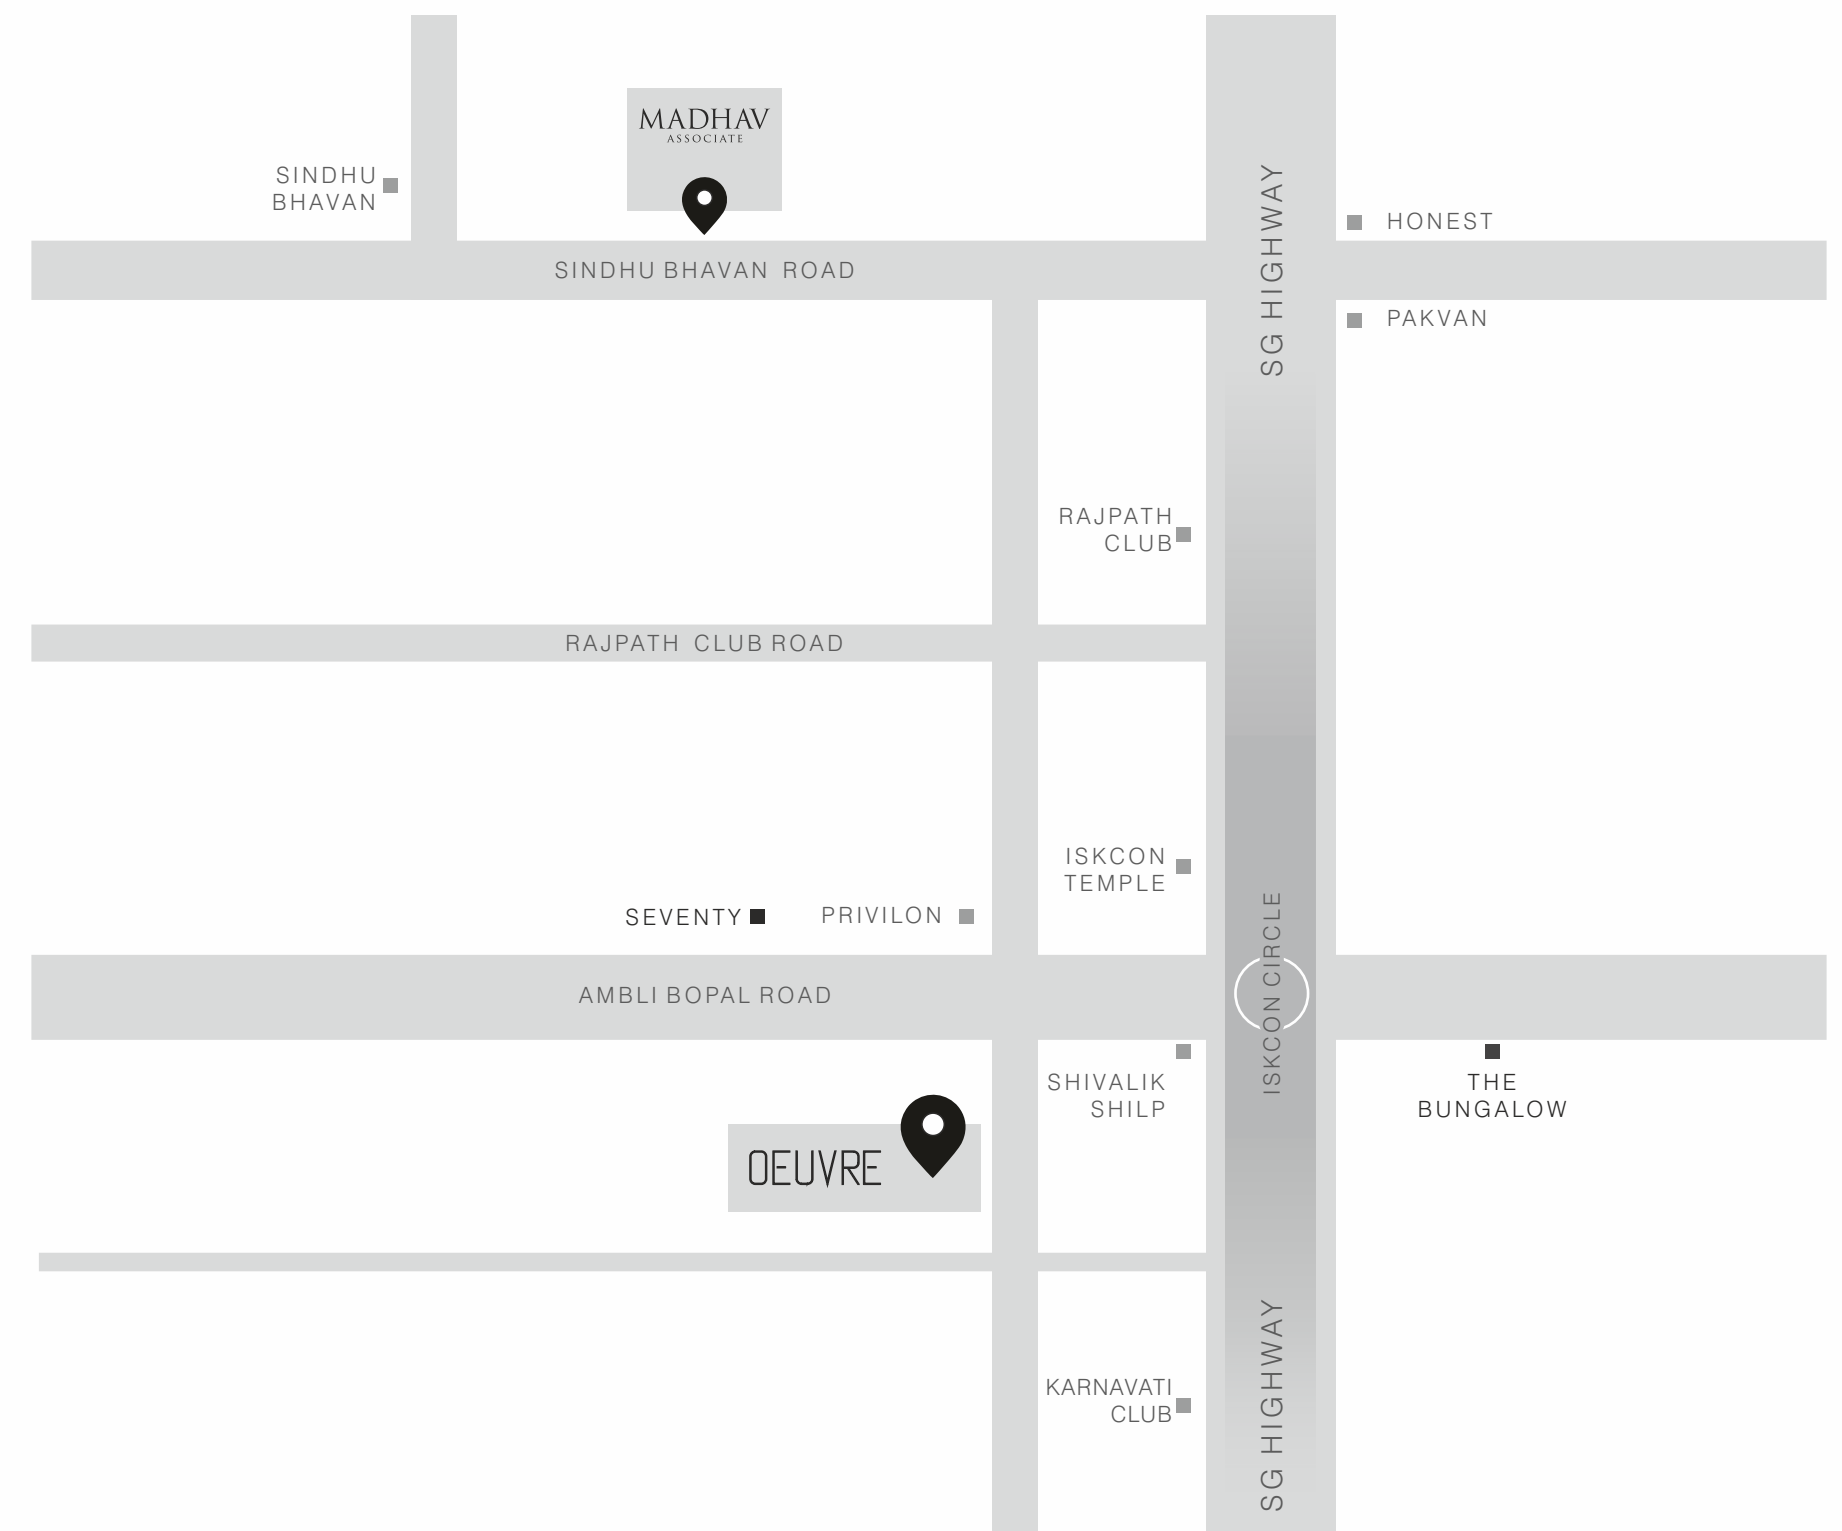 MADHAV
ASSOCIATE
SINDHU
BHAVAN
SG HIGHWAY
HONEST
SINDHU BHAVAN ROAD
PAKVAN
RAJPATH
CLUB
RAJPATH CLUB ROAD
ISKCON
TEMPLE
SEVENTY
PRIVILON
ISKCON CIRCLE
AMBLI BOPAL ROAD
SHIVALIK
SHILP
THE
BUNGALOW
OEUVRE
KARNAVATI
CLUB
SG HIGHWAY